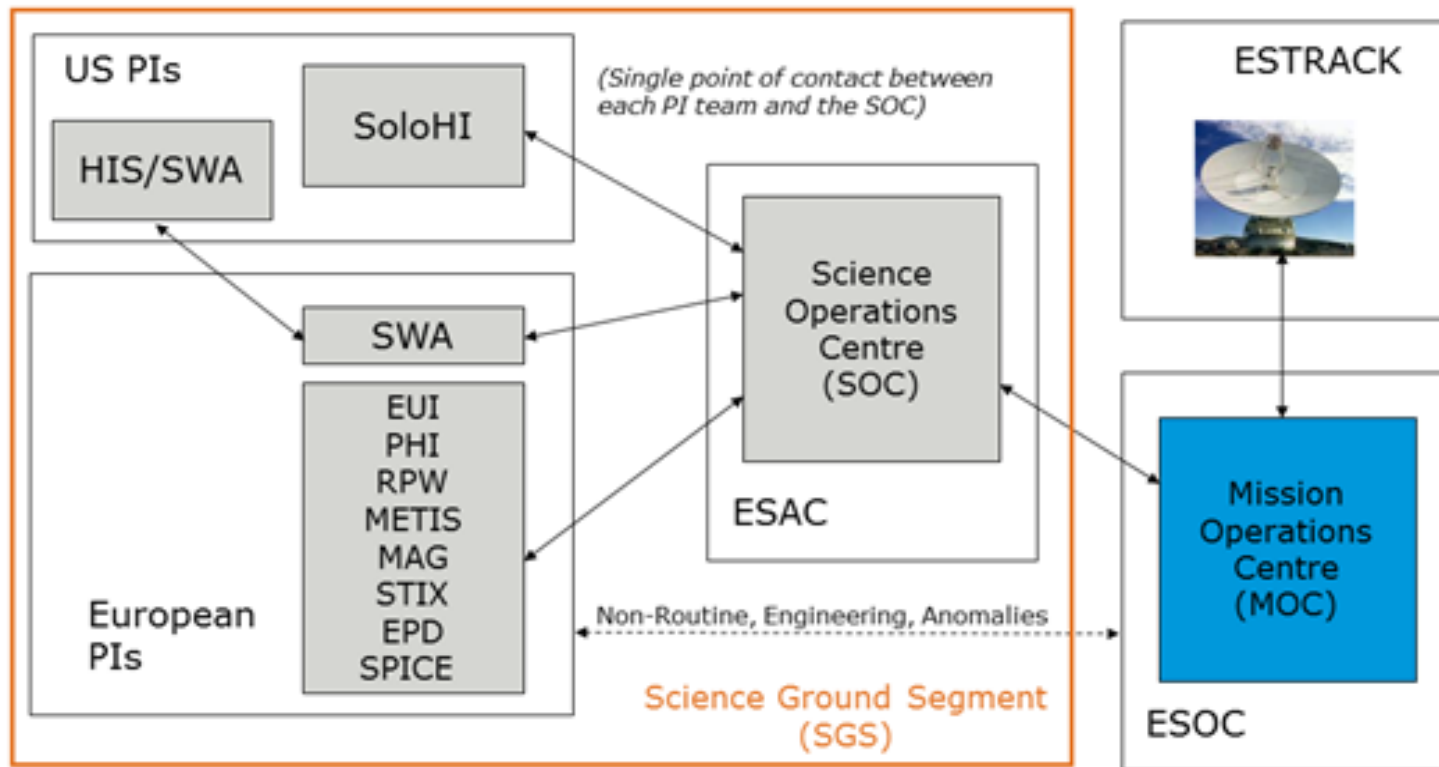 US PIs
SoloHI
HIS/SWA
(Single point of contact between
each PI team and the SOC)
ESTRACK
SWA
EUI
PHI
RPW
METIS
MAG
STIX
EPD
SPICE
European
PIs
Science
Operations
Centre
(SOC)
ESAC
Non-Routine, Engineering, Anomalies
Science Ground Segment
(SGS)
Mission
Operations
Centre
(MOC)
ESOC